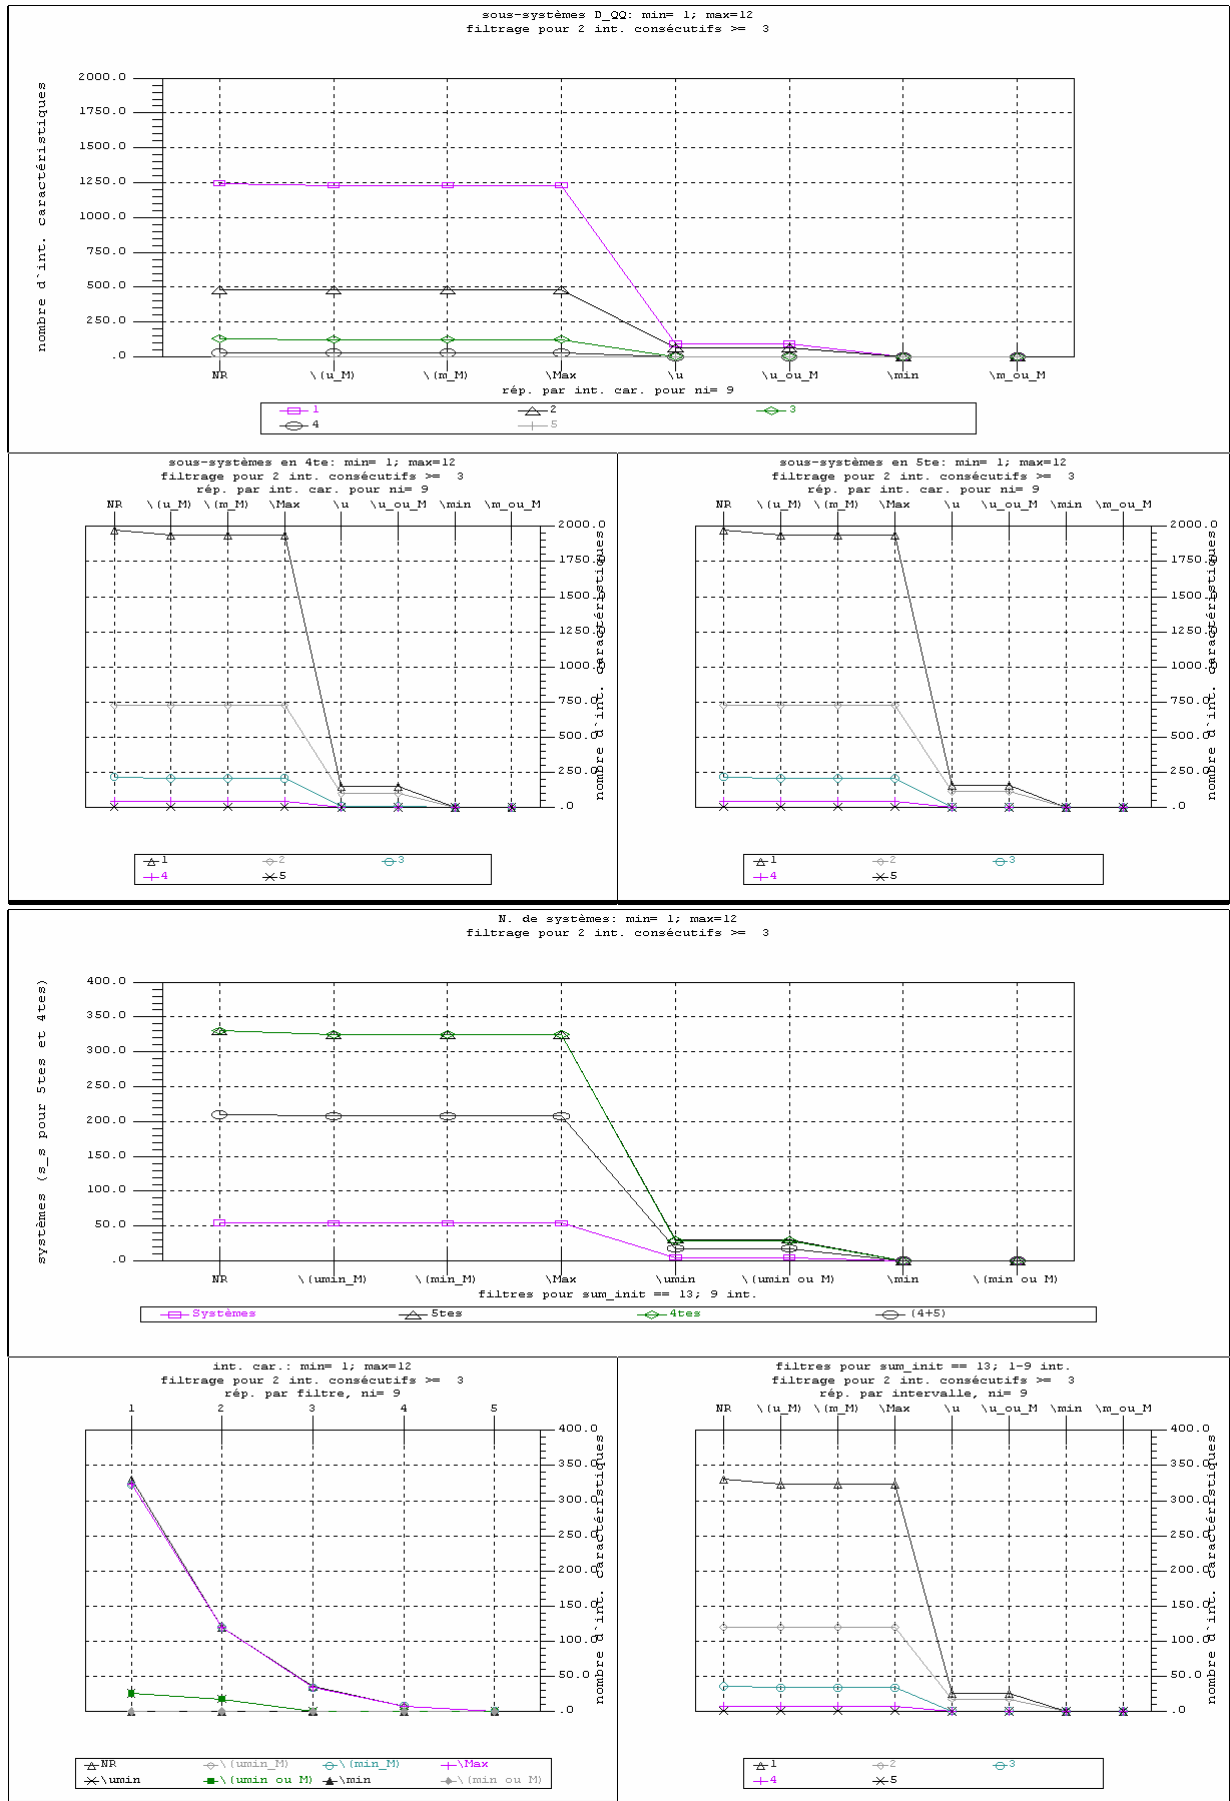 sous-systèmes D_QQ: min= 1; max=12
filtrage pour 2 int. consécutifs >= 3
nombre d`int. caractéristiques
2000.0
1750.0
1500.0
1250.0
1000.0
750.0
500.0
250.0
.0
NR \(u_M) \(m_M) \Max \u \u_ou_M \min \m_ou_M
rép. par int. car. pour ni= 9
1 2 3
4 5
sous-systèmes en 4te: min= 1; max=12
filtrage pour 2 int. consécutifs >= 3
rép. par int. car. pour ni= 9
NR \(u_M) \(m_M) \Max \u \u_ou_M \min \m_ou_M
2000.0
1750.0
1500.0
1250.0
1000.0
750.0
500.0
250.0
.0
nombre d`int. caractéristiques
1 2 3
4 5
sous-systèmes en 5te: min= 1; max=12
filtrage pour 2 int. consécutifs >= 3
rép. par int. car. pour ni= 9
NR \(u_M) \(m_M) \Max \u \u_ou_M \min \m_ou_M
2000.0
1750.0
1500.0
1250.0
1000.0
750.0
500.0
250.0
.0
nombre d`int. caractéristiques
1 2 3
4 5
N. de systèmes: min= 1; max=12
filtrage pour 2 int. consécutifs >= 3
systèmes (s_s pour 5tes et 4tes)
400.0
350.0
300.0
250.0
200.0
150.0
100.0
50.0
.0
NR \(umin_M) \(min_M) \Max \umin \(umin ou M) \min \(min ou M)
filtres pour sum_init == 13; 9 int.
Systèmes 5tes 4tes (4+5)
int. car.: min= 1; max=12
filtrage pour 2 int. consécutifs >= 3
rép. par filtre, ni= 9
1 2 3 4 5
400.0
350.0
300.0
250.0
200.0
150.0
100.0
50.0
.0
nombre d`int. caractéristiques
NR \(umin_M) \(min_M) \Max
\umin \(umin ou M) \min \(min ou M)
filtres pour sum_init == 13; 1-9 int.
filtrage pour 2 int. consécutifs >= 3
rép. par intervalle, ni= 9
NR \(u_M) \(m_M) \Max \u \u_ou_M \min \m_ou_M
400.0
350.0
300.0
250.0
200.0
150.0
100.0
50.0
.0
nombre d`int. caractéristiques
1 2 3
4 5